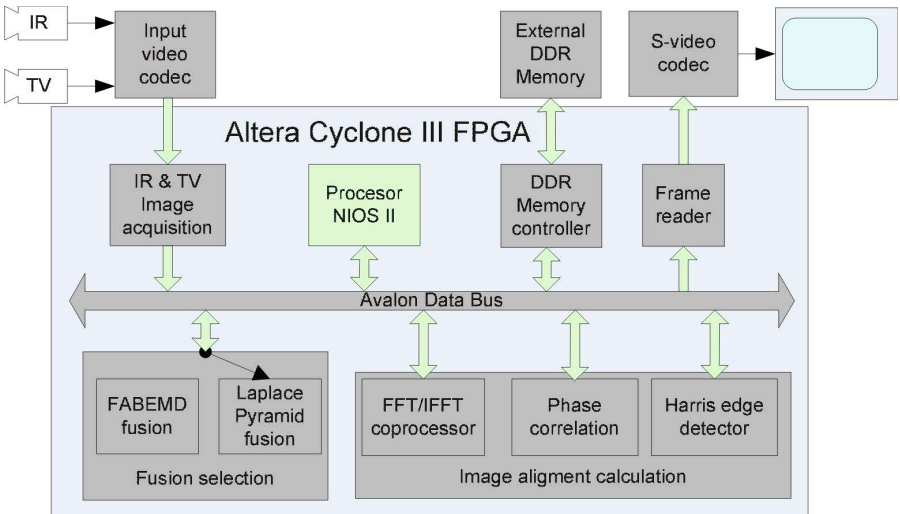 IR
TV
Input
video
codec
External
DDR
Memory
S-video
codec
Altera Cyclone III FPGA
IR & TV
Image
acquisition
Procesor
NIOS II
DDR
Memory
controller
Frame
reader
Avalon Data Bus
FABEMD
fusion
Laplace
Pyramid
fusion
Fusion selection
FFT/IFFT
coprocessor
Phase
correlation
Harris edge
detector
Image aligment calculation